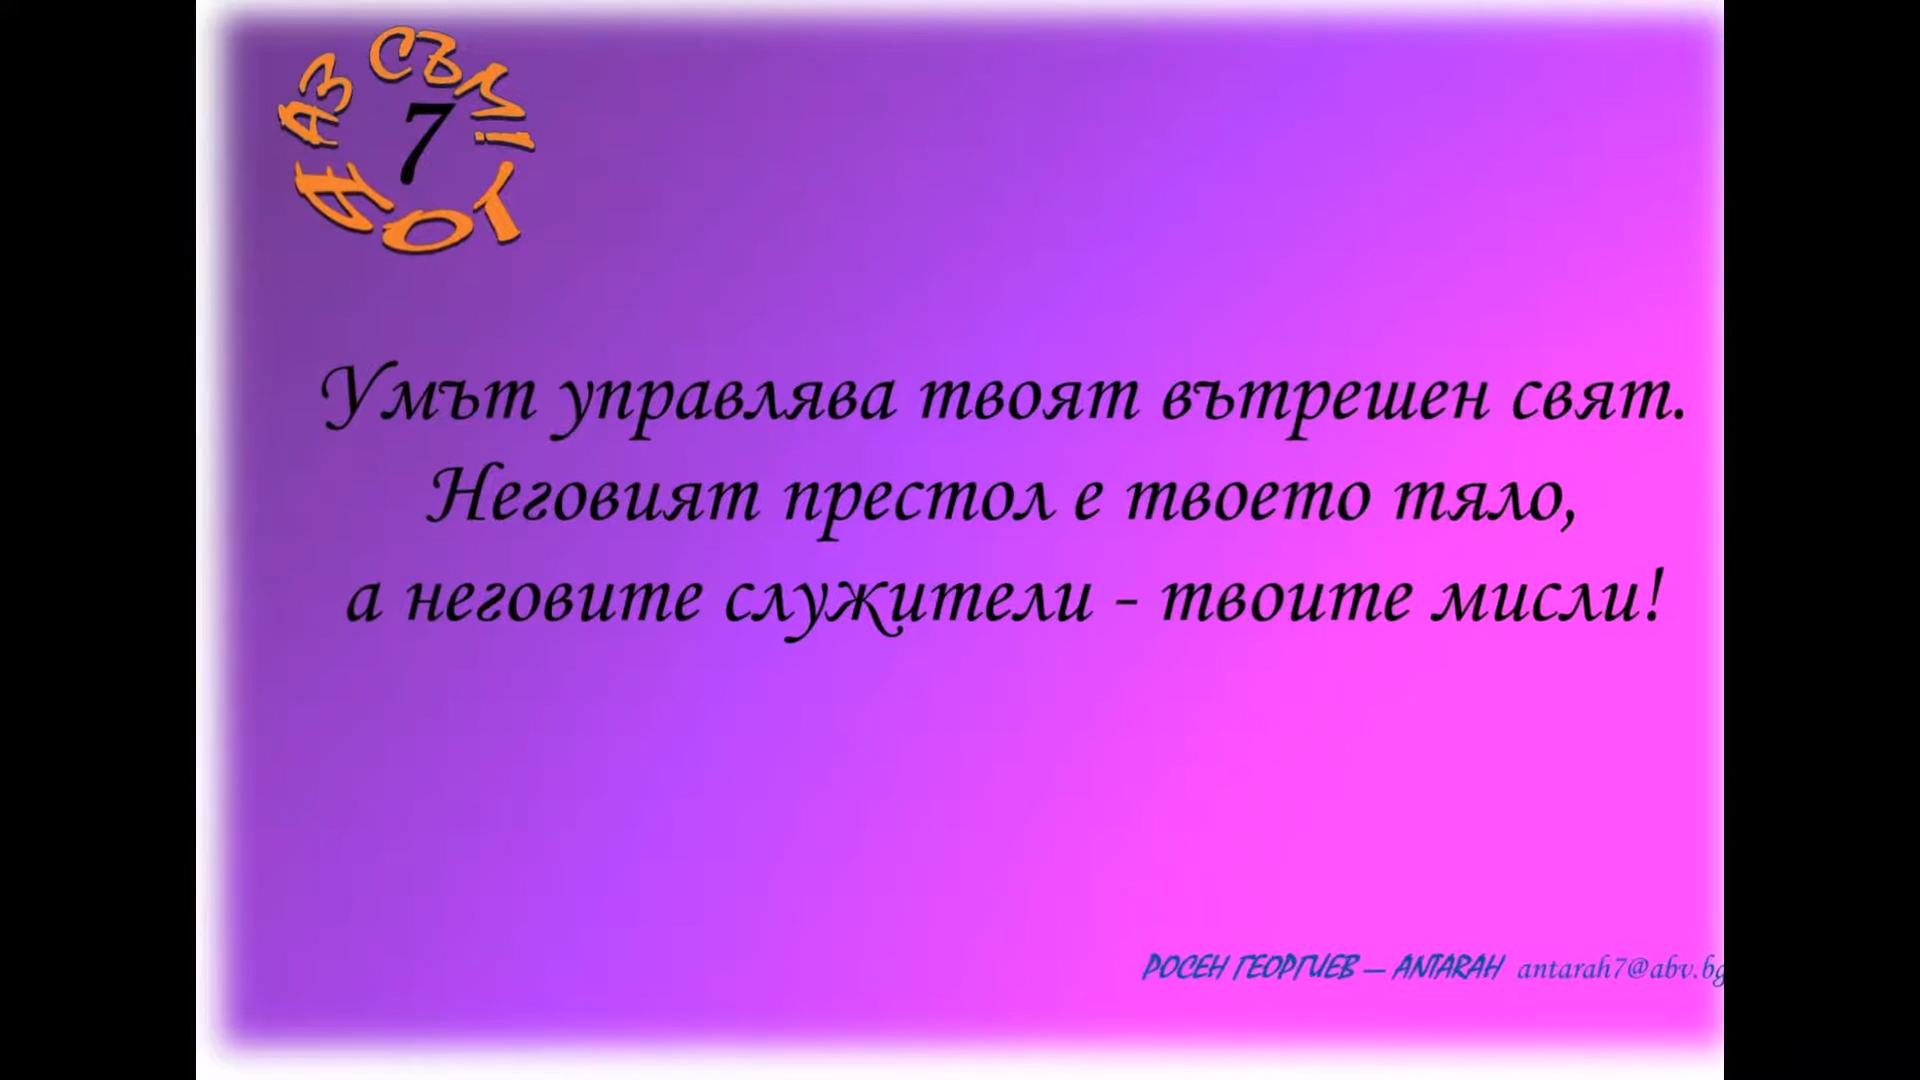 АЗ СЪМ! ЙОГА
7
Умът управлява твоят вътрешен свят.
Неговият престол е твоето тяло,
а неговите служители - твоите мисли!
РОСЕН ГЕОРГИЕВ – ANTARAH antarah7@abv.bg